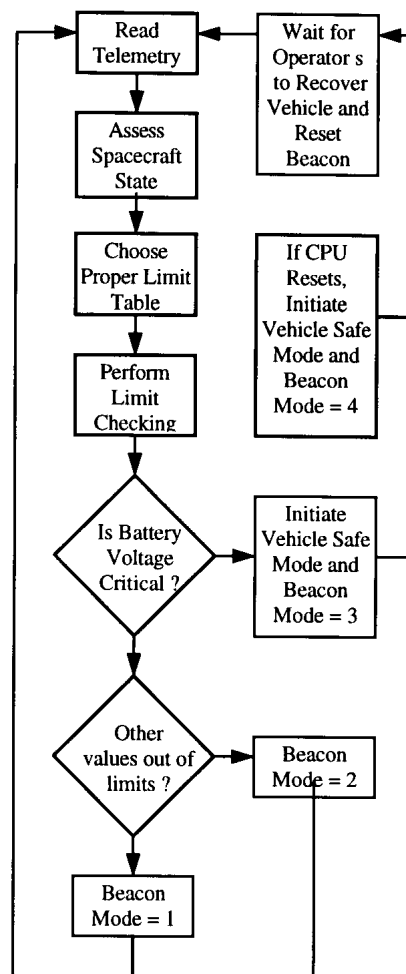 Read
Telemetry
Wait for
Operator s
to Recover
Vehicle and
Reset
Beacon
Assess
Spacecraft
State
Choose
Proper Limit
Table
If CPU
Resets,
Initiate
Vehicle Safe
Mode and
Beacon
Mode = 4
Perform
Limit
Checking
Is Battery
Voltage
Critical ?
Initiate
Vehicle Safe
Mode and
Beacon
Mode = 3
Other
values out of
limits ?
Beacon
Mode = 2
Beacon
Mode = 1